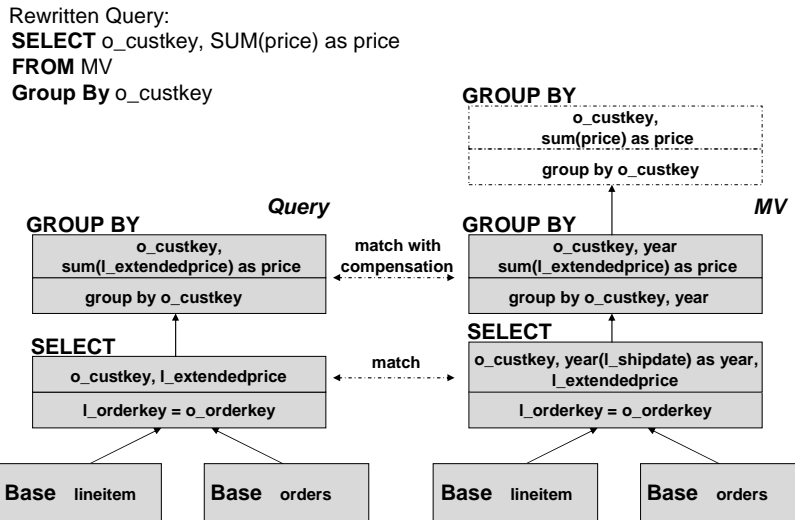 Rewritten Query:
SELECT o_custkey, SUM(price) as price
FROM MV
Group By o_custkey
GROUP BY
o_custkey,
sum(price) as price
group by o_custkey
Query
MV
GROUP BY
o_custkey,
sum(l_extendedprice) as price
group by o_custkey
match with
compensation
GROUP BY
o_custkey, year
sum(l_extendedprice) as price
group by o_custkey, year
SELECT
o_custkey, l_extendedprice
l_orderkey = o_orderkey
match
SELECT
o_custkey, year(l_shipdate) as year,
l_extendedprice
l_orderkey = o_orderkey
Base lineitem
Base orders
Base lineitem
Base orders